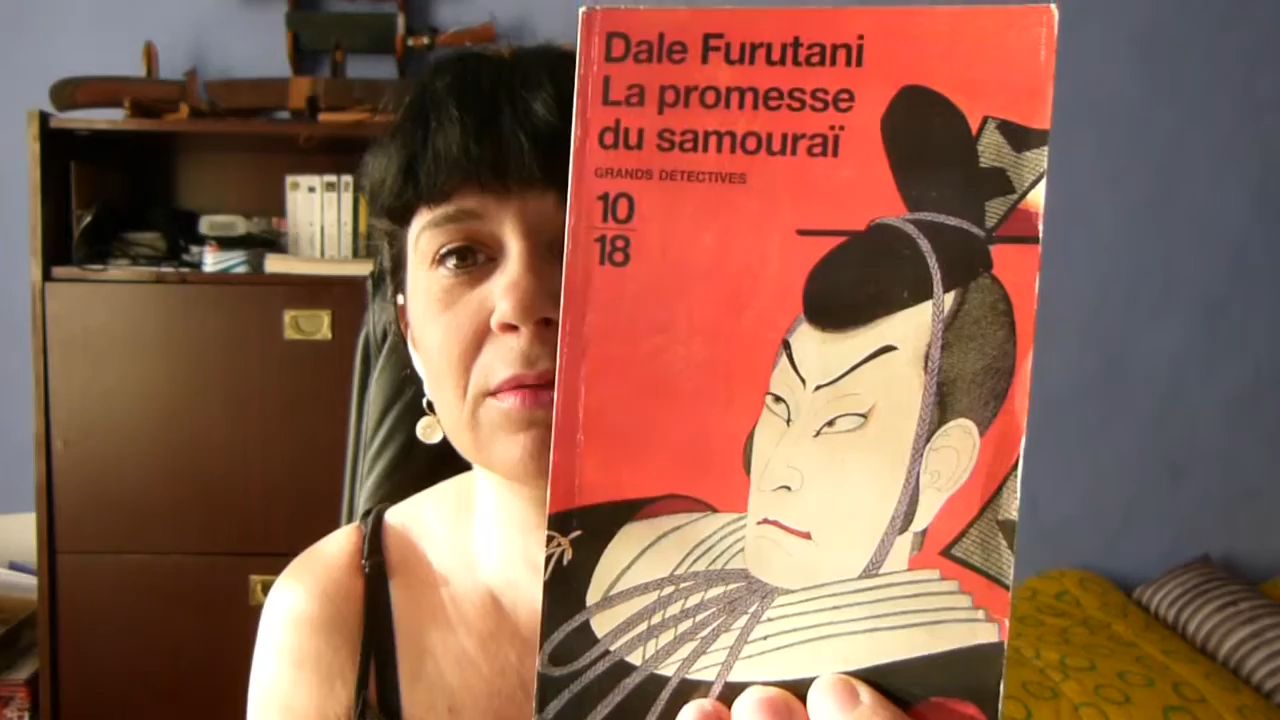 Dale Furutani
La promesse
du samouraï
GRANDS DÉTECTIVES
10
18